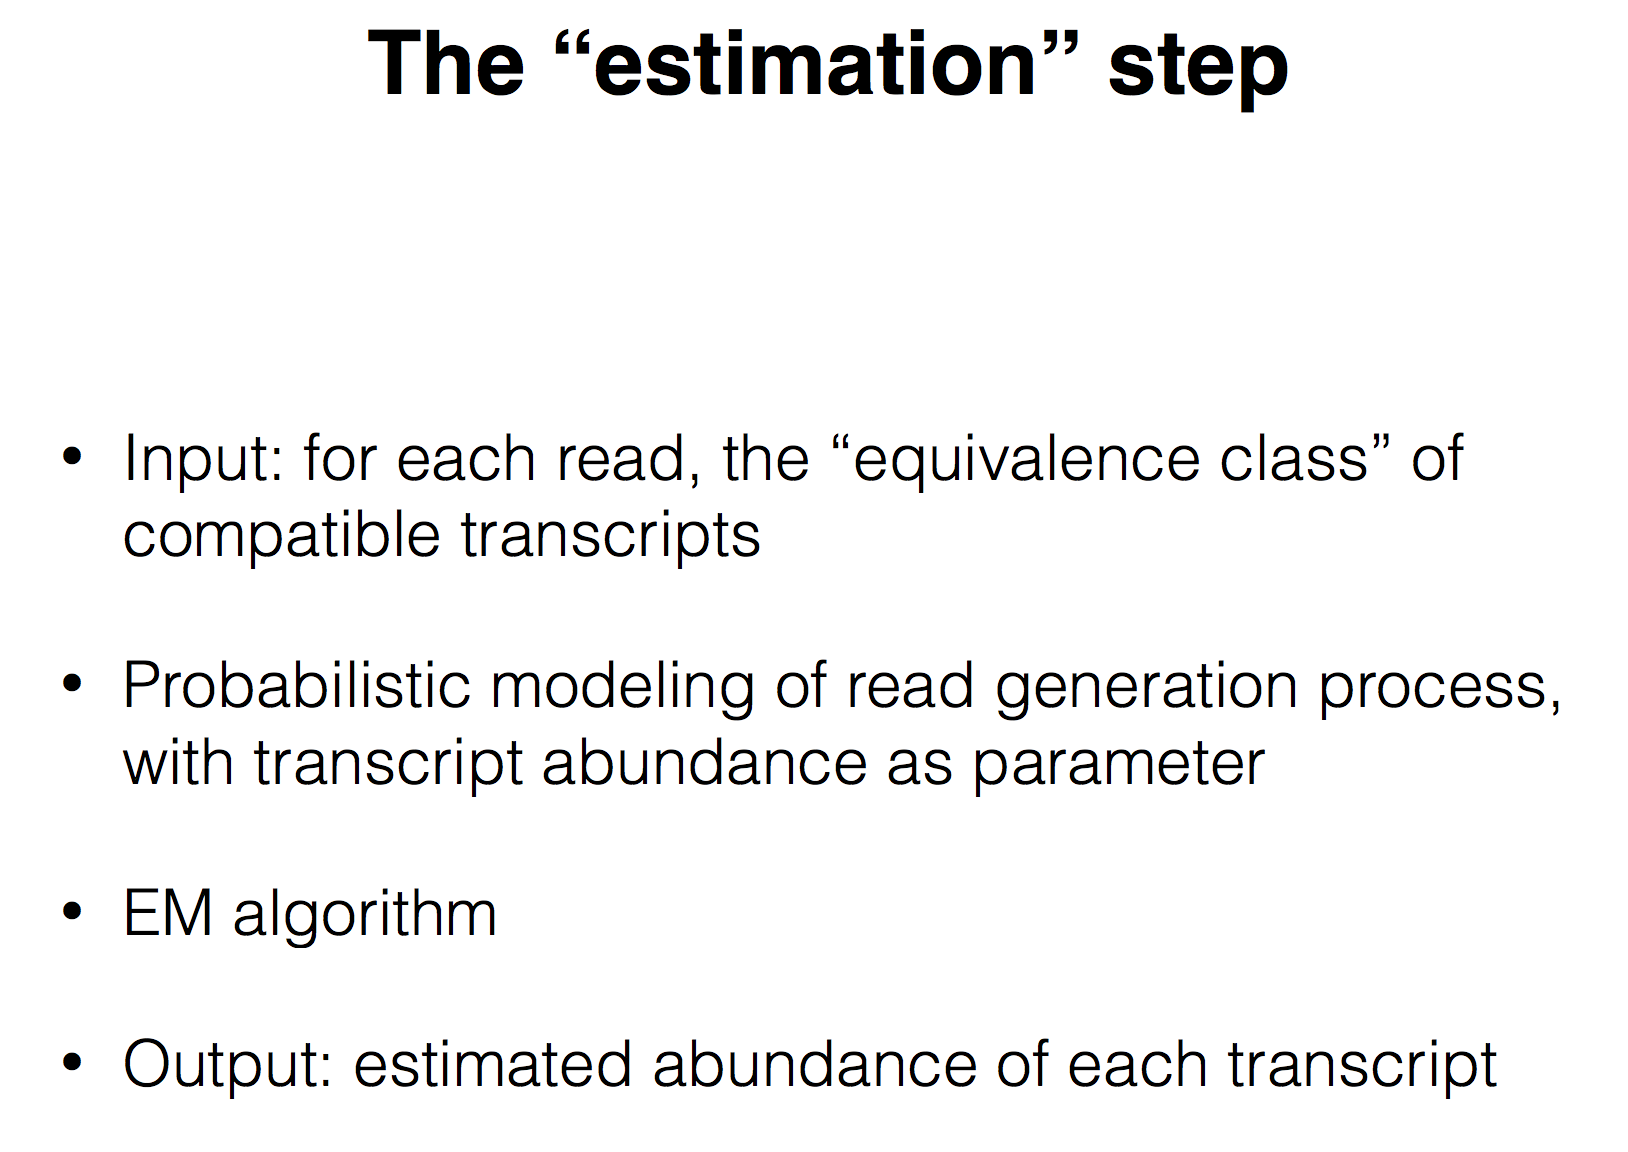 The “estimation” step
• Input: for each read, the “equivalence class” of
compatible transcripts
• Probabilistic modeling of read generation process,
with transcript abundance as parameter
• EM algorithm
• Output: estimated abundance of each transcript